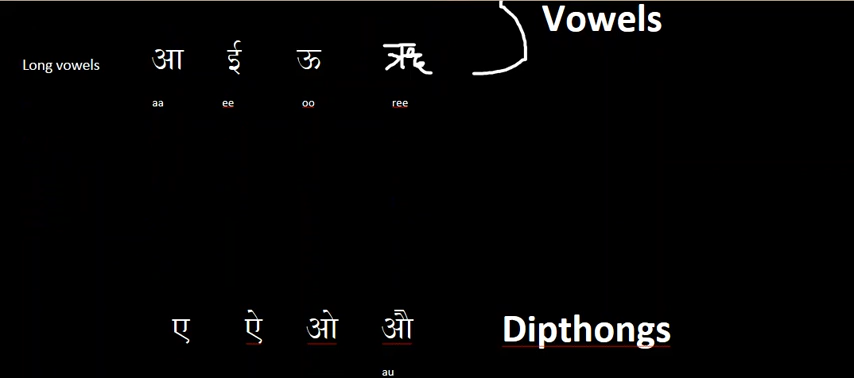 Vowels
Long vowels आ ई ऊ ॠ
aa ee oo ree
ए ऐ ओ औ Dipthongs
au